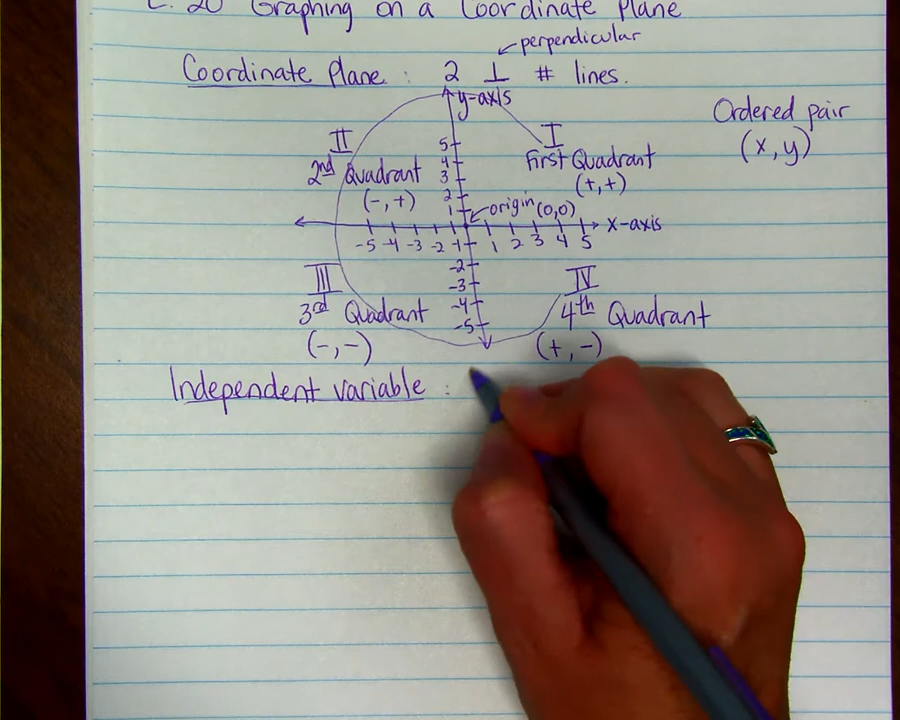 L. 20 Graphing on a Coordinate Plane
perpendicular
Coordinate Plane : 2 ⊥ # lines.
y-axis
Ordered pair
(x, y)
II
2nd Quadrant
(-, +)
I
First Quadrant
(+, +)
5
4
3
2
1
origin (0,0)
x-axis
-5 -4 -3 -2 -1 1 2 3 4 5
-2
-3
-4
-5
III
3rd Quadrant
(-, -)
IV
4th Quadrant
(+, -)
Independent variable :